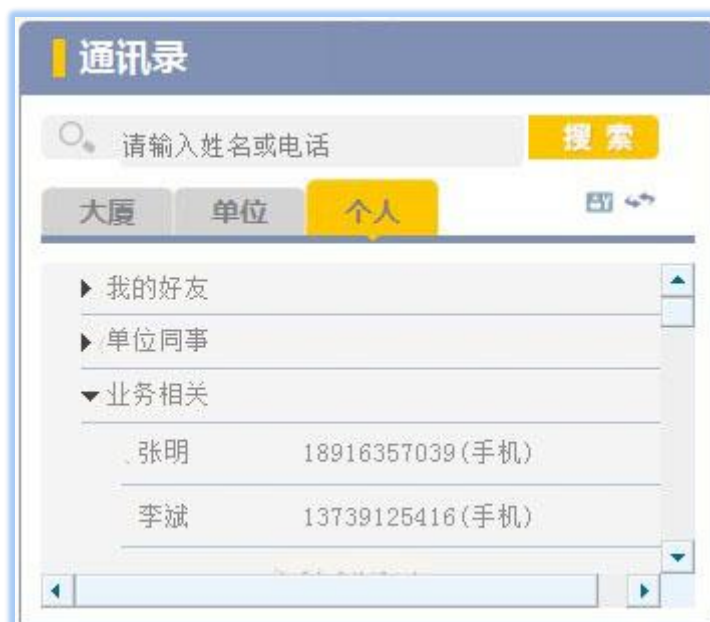 通讯录
请输入姓名或电话 搜索
大厦 单位 个人
我的好友
单位同事
业务相关
张明 18916357039(手机)
李斌 13739125416(手机)